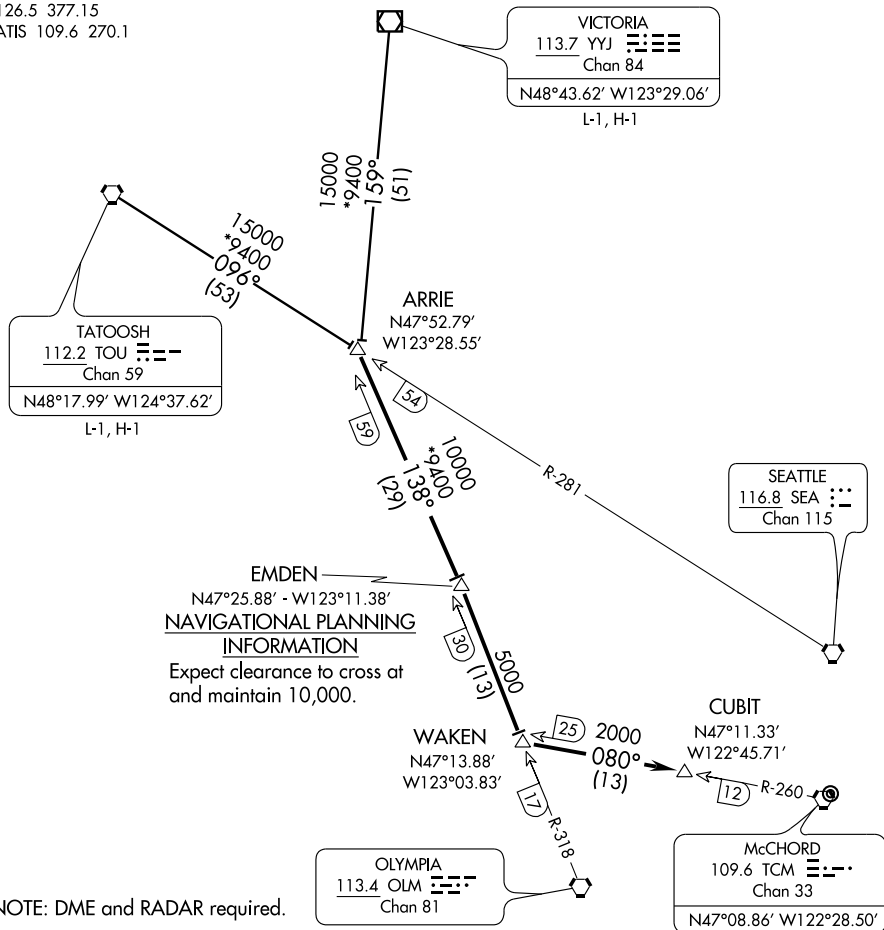 126.5 377.15
ATIS 109.6 270.1
VICTORIA
113.7 YYJ
Chan 84
N48°43.62' W123°29.06'
L-1, H-1
15000
*9400
159°
(51)
15000
*9400
096°
(53)
TATOOSH
112.2 TOU
Chan 59
N48°17.99' W124°37.62'
L-1, H-1
ARRIE
N47°52.79'
W123°28.55'
54
59
10000
*9400
138°
(29)
R-281
SEATTLE
116.8 SEA
Chan 115
EMDEN
N47°25.88' - W123°11.38'
NAVIGATIONAL PLANNING
INFORMATION
Expect clearance to cross at
and maintain 10,000.
30
5000
(13)
WAKEN
N47°13.88'
W123°03.83'
25
2000
080°
(13)
CUBIT
N47°11.33'
W122°45.71'
12
R-260
17
R-318
OLYMPIA
113.4 OLM
Chan 81
McCHORD
109.6 TCM
Chan 33
N47°08.86' W122°28.50'
NOTE: DME and RADAR required.